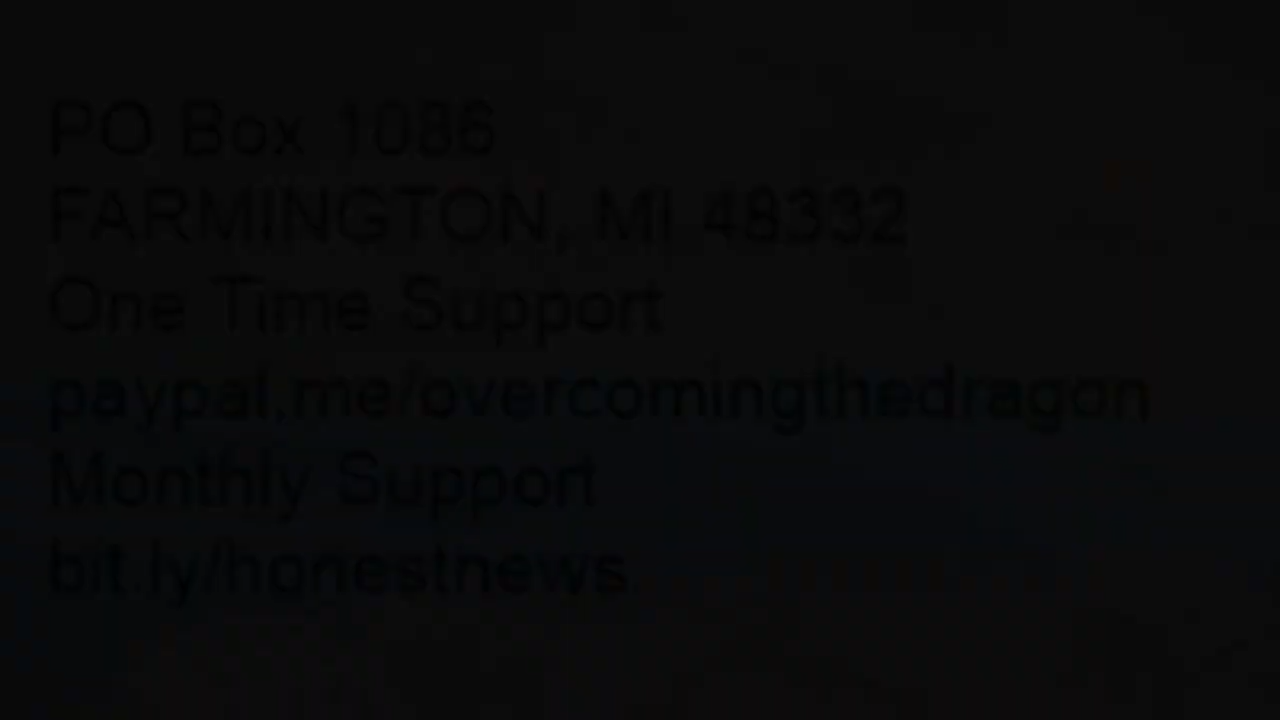 PO Box 1086
FARMINGTON, MI 48332
One Time Support
paypal.me/overcomingthedragon
Monthly Support
bit.ly/honestnews